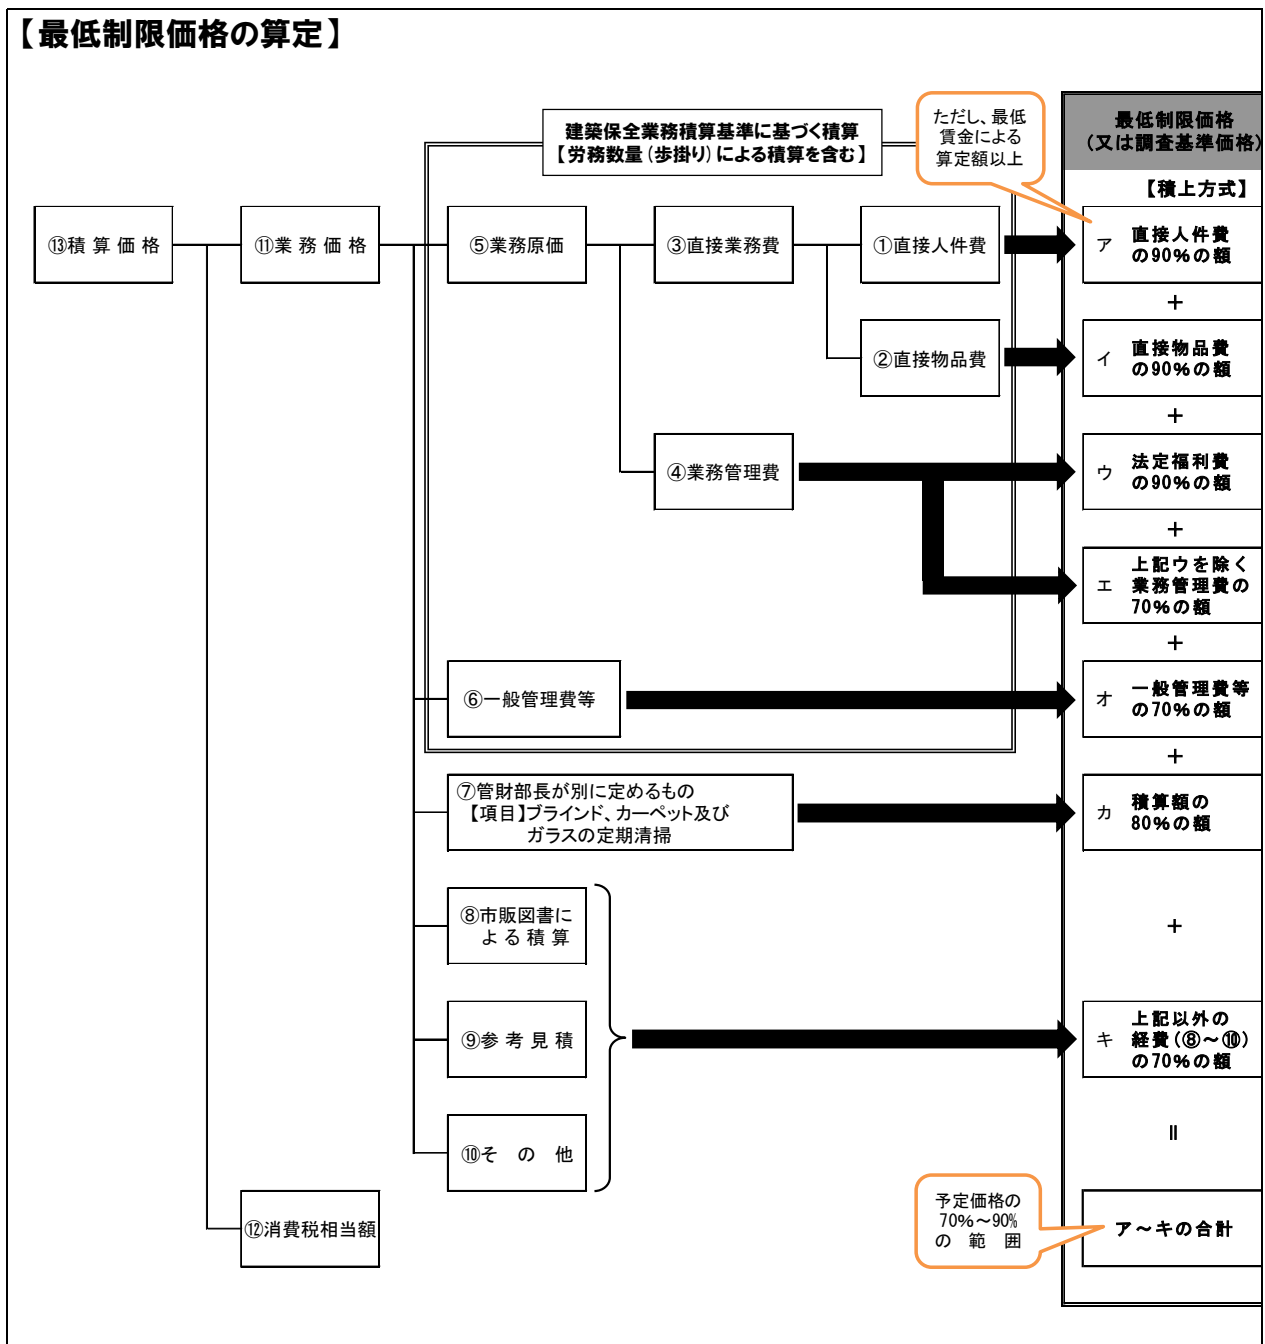 【最低制限価格の算定】
建築保全業務積算基準に基づく積算
【労務数量(歩掛り)による積算を含む】
ただし、最低
賃金による
算定額以上
最低制限価格
(又は調査基準価格)
【積上方式】
⑬積算価格
⑪業務価格
⑤業務原価
③直接業務費
①直接人件費
ア 直接人件費
の90%の額
+
②直接物品費
イ 直接物品費
の90%の額
+
④業務管理費
ウ 法定福利費
の90%の額
+
エ 上記ウを除く
業務管理費の
70%の額
+
⑥一般管理費等
オ 一般管理費等
の70%の額
+
⑦管財部長が別に定めるもの
【項目】ブラインド、カーペット及び
ガラスの定期清掃
カ 積算額の
80%の額
+
⑧市販図書に
よる積算
⑨参考見積
キ 上記以外の
経費(⑧~⑩)
の70%の額
⑩その他
=
⑫消費税相当額
予定価格の
70%~90%
の範囲
ア~キの合計